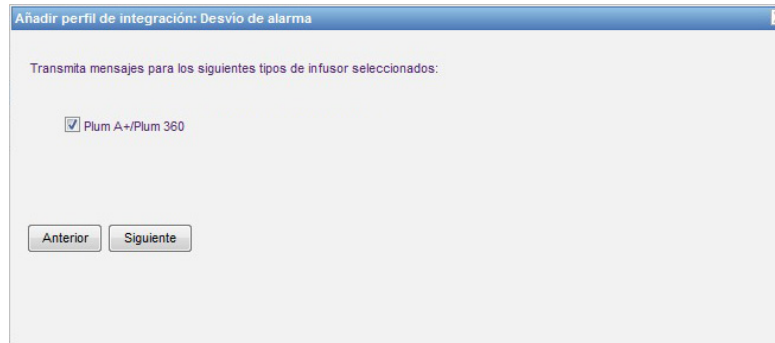 Añadir perfil de integración: Desvío de alarma
Transmita mensajes para los siguientes tipos de infusor seleccionados:
Plum A+/Plum 360
Anterior Siguiente